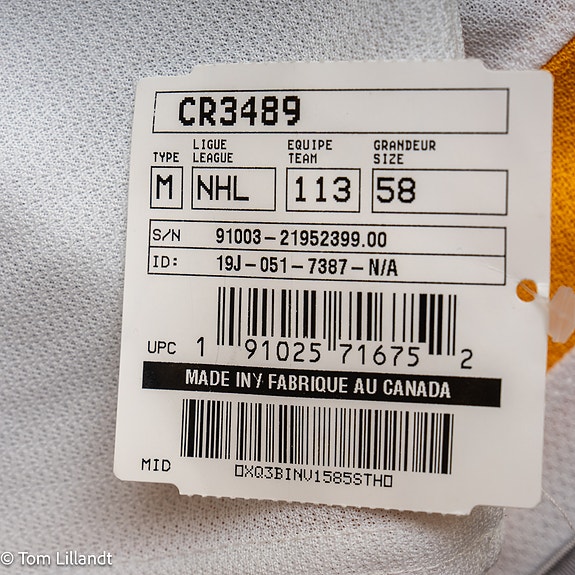 CR3489
TYPE LIGUE LEAGUE EQUIPE TEAM GRANDEUR SIZE
M NHL 113 58
S/N 91003-21952399.00
ID: 19J-051-7387-N/A
UPC 1 91025 71675 2
MADE IN/ FABRIQUE AU CANADA
MID □XQ3BINV1585STH□
© Tom Lillandt